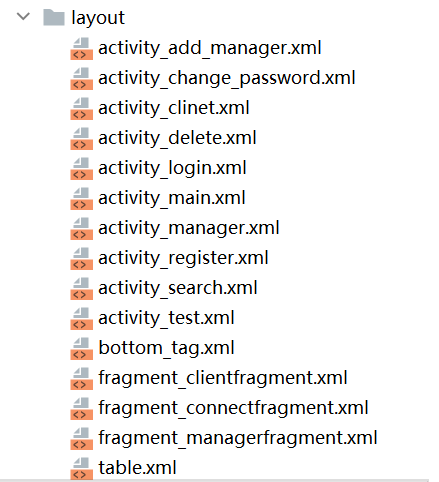 layout
activity_add_manager.xml
activity_change_password.xml
activity_clinet.xml
activity_delete.xml
activity_login.xml
activity_main.xml
activity_manager.xml
activity_register.xml
activity_search.xml
activity_test.xml
bottom_tag.xml
fragment_clientfragment.xml
fragment_connectfragment.xml
fragment_managerfragment.xml
table.xml